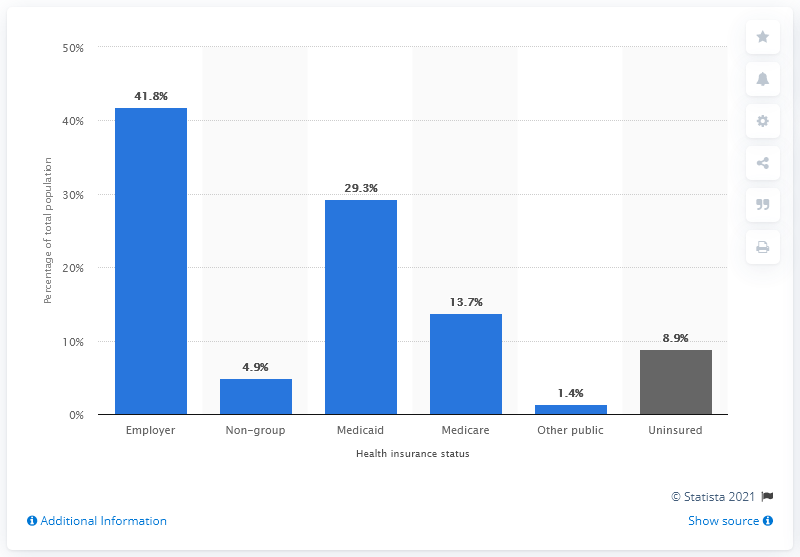 50%
40%
30%
20%
10%
0%
Percentage of total population
41.8%
4.9%
29.3%
13.7%
1.4%
8.9%
Employer
Non-group
Medicaid
Medicare
Other public
Uninsured
Health insurance status
© Statista 2021
Additional Information
Show source